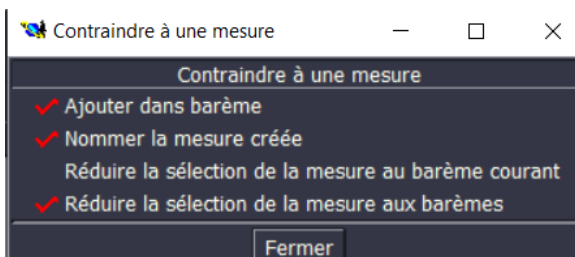 Contraindre à une mesure
Contraindre à une mesure
Ajouter dans barème
Nommer la mesure créée
Réduire la sélection de la mesure au barème courant
Réduire la sélection de la mesure aux barèmes
Fermer